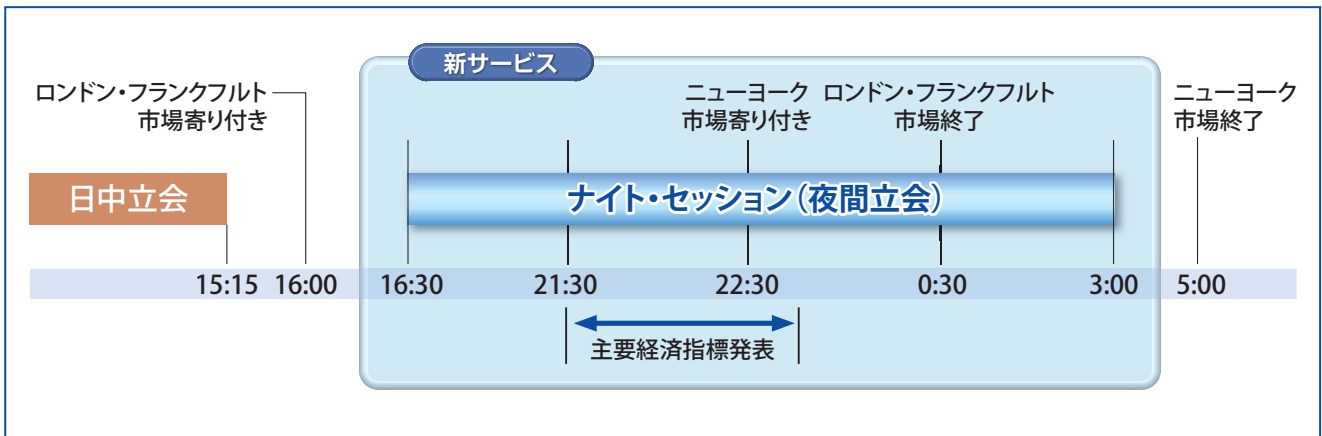 新サービス
ロンドン・フランクフルト
市場寄り付き
ニューヨーク
市場寄り付き
ロンドン・フランクフルト
市場終了
ニューヨーク
市場終了
日中立会
ナイト・セッション(夜間立会)
15:15 16:00 16:30 21:30 22:30 0:30 3:00 5:00
主要経済指標発表